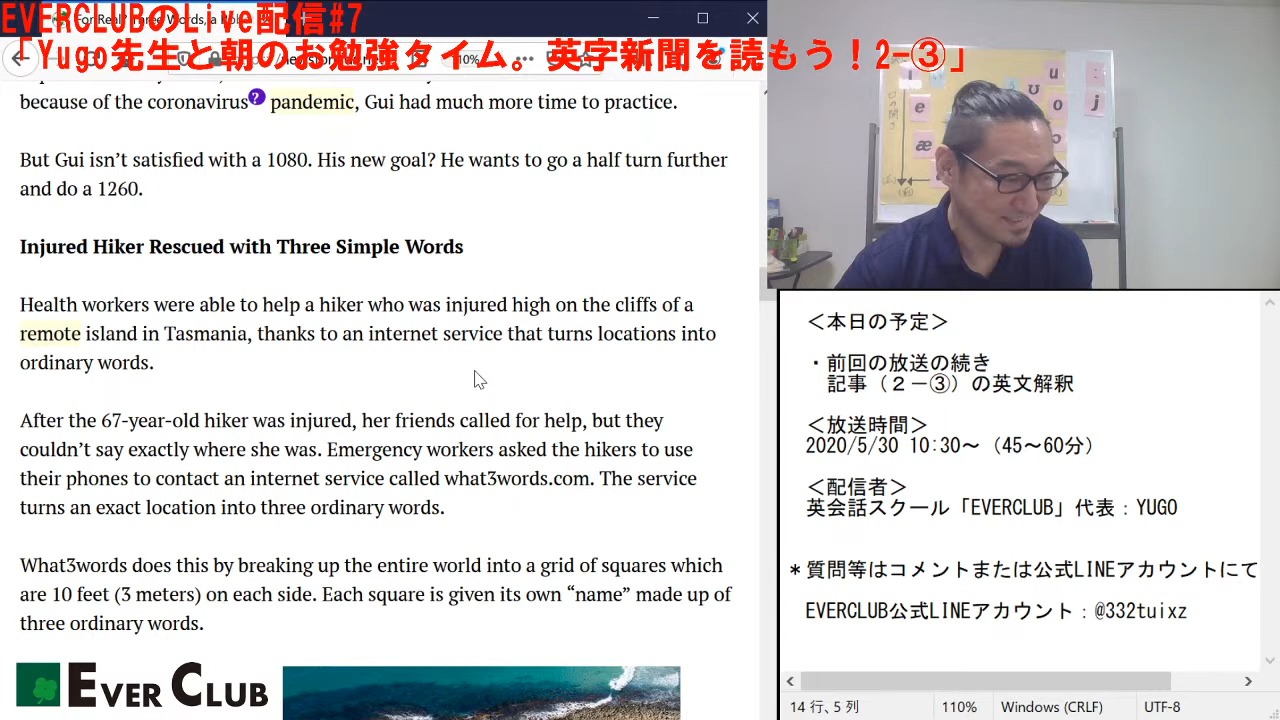 EVERCLUBのLive配信#7
「Yugo先生と朝のお勉強タイム。英字新聞を読もう！2-③」
For Real? Three Words, a
110%
because of the coronavirus? pandemic, Gui had much more time to practice.
But Gui isn’t satisfied with a 1080. His new goal? He wants to go a half turn further
and do a 1260.
Injured Hiker Rescued with Three Simple Words
Health workers were able to help a hiker who was injured high on the cliffs of a
remote island in Tasmania, thanks to an internet service that turns locations into
ordinary words.
After the 67-year-old hiker was injured, her friends called for help, but they
couldn’t say exactly where she was. Emergency workers asked the hikers to use
their phones to contact an internet service called what3words.com. The service
turns an exact location into three ordinary words.
What3words does this by breaking up the entire world into a grid of squares which
are 10 feet (3 meters) on each side. Each square is given its own “name” made up of
three ordinary words.
EVER CLUB
i
u
:
e
ʊ
o
j
æ
ɔ
＜本日の予定＞
・前回の放送の続き
記事（２－③）の英文解釈
＜放送時間＞
2020/5/30 10:30～（45～60分）
＜配信者＞
英会話スクール「EVERCLUB」代表：YUGO
＊質問等はコメントまたは公式LINEアカウントにて
EVERCLUB公式LINEアカウント：@332tuixz
14 行、5 列
110%
Windows (CRLF)
UTF-8